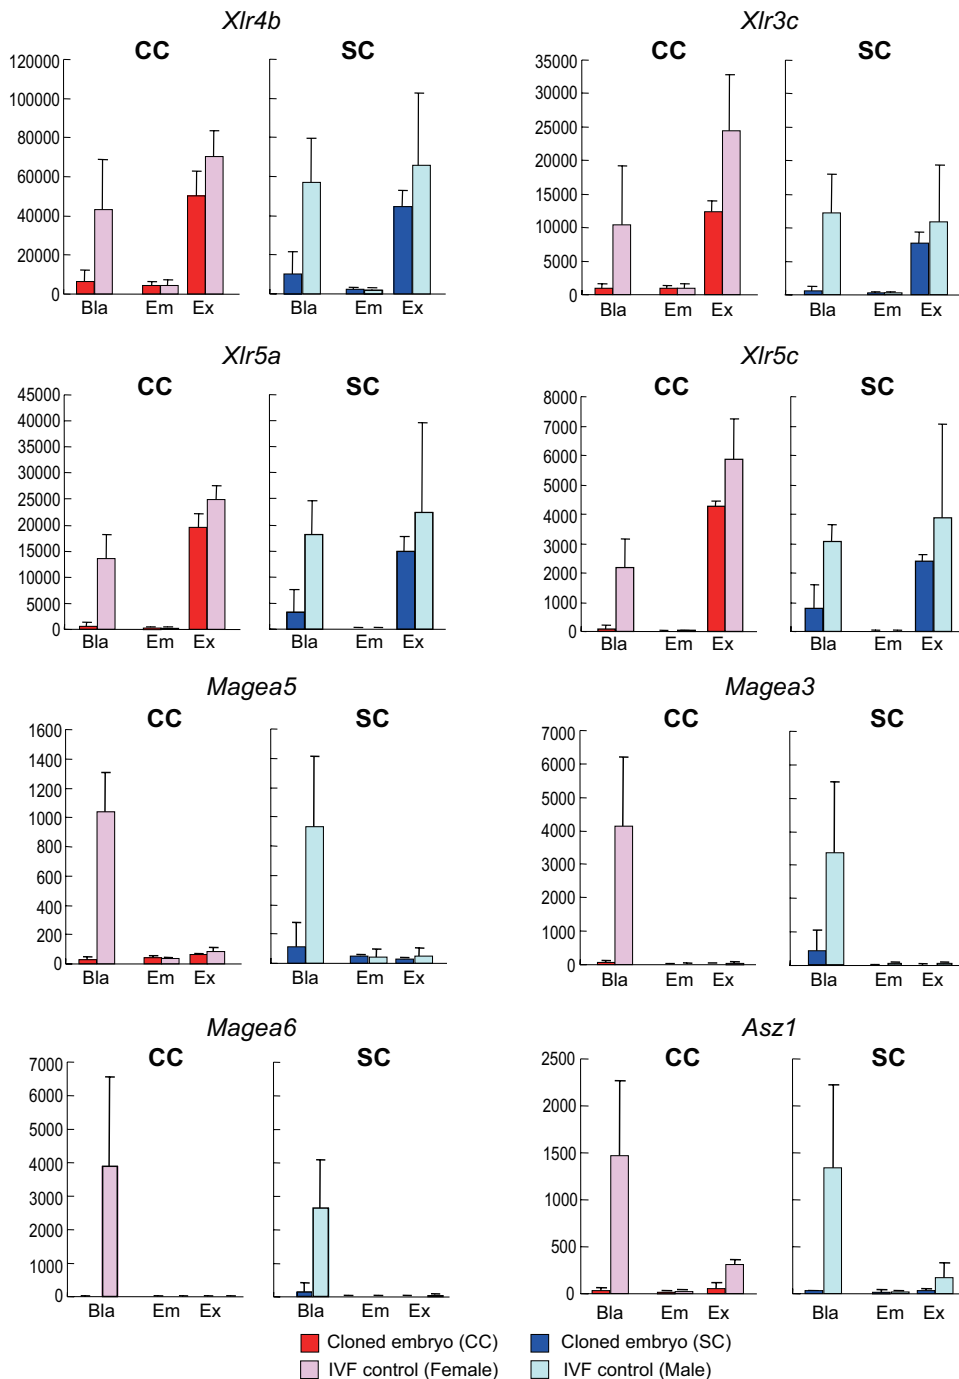 Xlr4b
CC SC
120000
100000
80000
60000
40000
20000
0
Bla Em Ex Bla Em Ex
Xlr3c
CC SC
35000
30000
25000
20000
15000
10000
5000
0
Bla Em Ex Bla Em Ex
Xlr5a
CC SC
45000
40000
35000
30000
25000
20000
15000
10000
5000
0
Bla Em Ex Bla Em Ex
Xlr5c
CC SC
8000
7000
6000
5000
4000
3000
2000
1000
0
Bla Em Ex Bla Em Ex
Magea5
CC SC
1600
1400
1200
1000
800
600
400
200
0
Bla Em Ex Bla Em Ex
Magea3
CC SC
7000
6000
5000
4000
3000
2000
1000
0
Bla Em Ex Bla Em Ex
Magea6
CC SC
7000
6000
5000
4000
3000
2000
1000
0
Bla Em Ex Bla Em Ex
Asz1
CC SC
2500
2000
1500
1000
500
0
Bla Em Ex Bla Em Ex
Cloned embryo (CC) Cloned embryo (SC)
IVF control (Female) IVF control (Male)